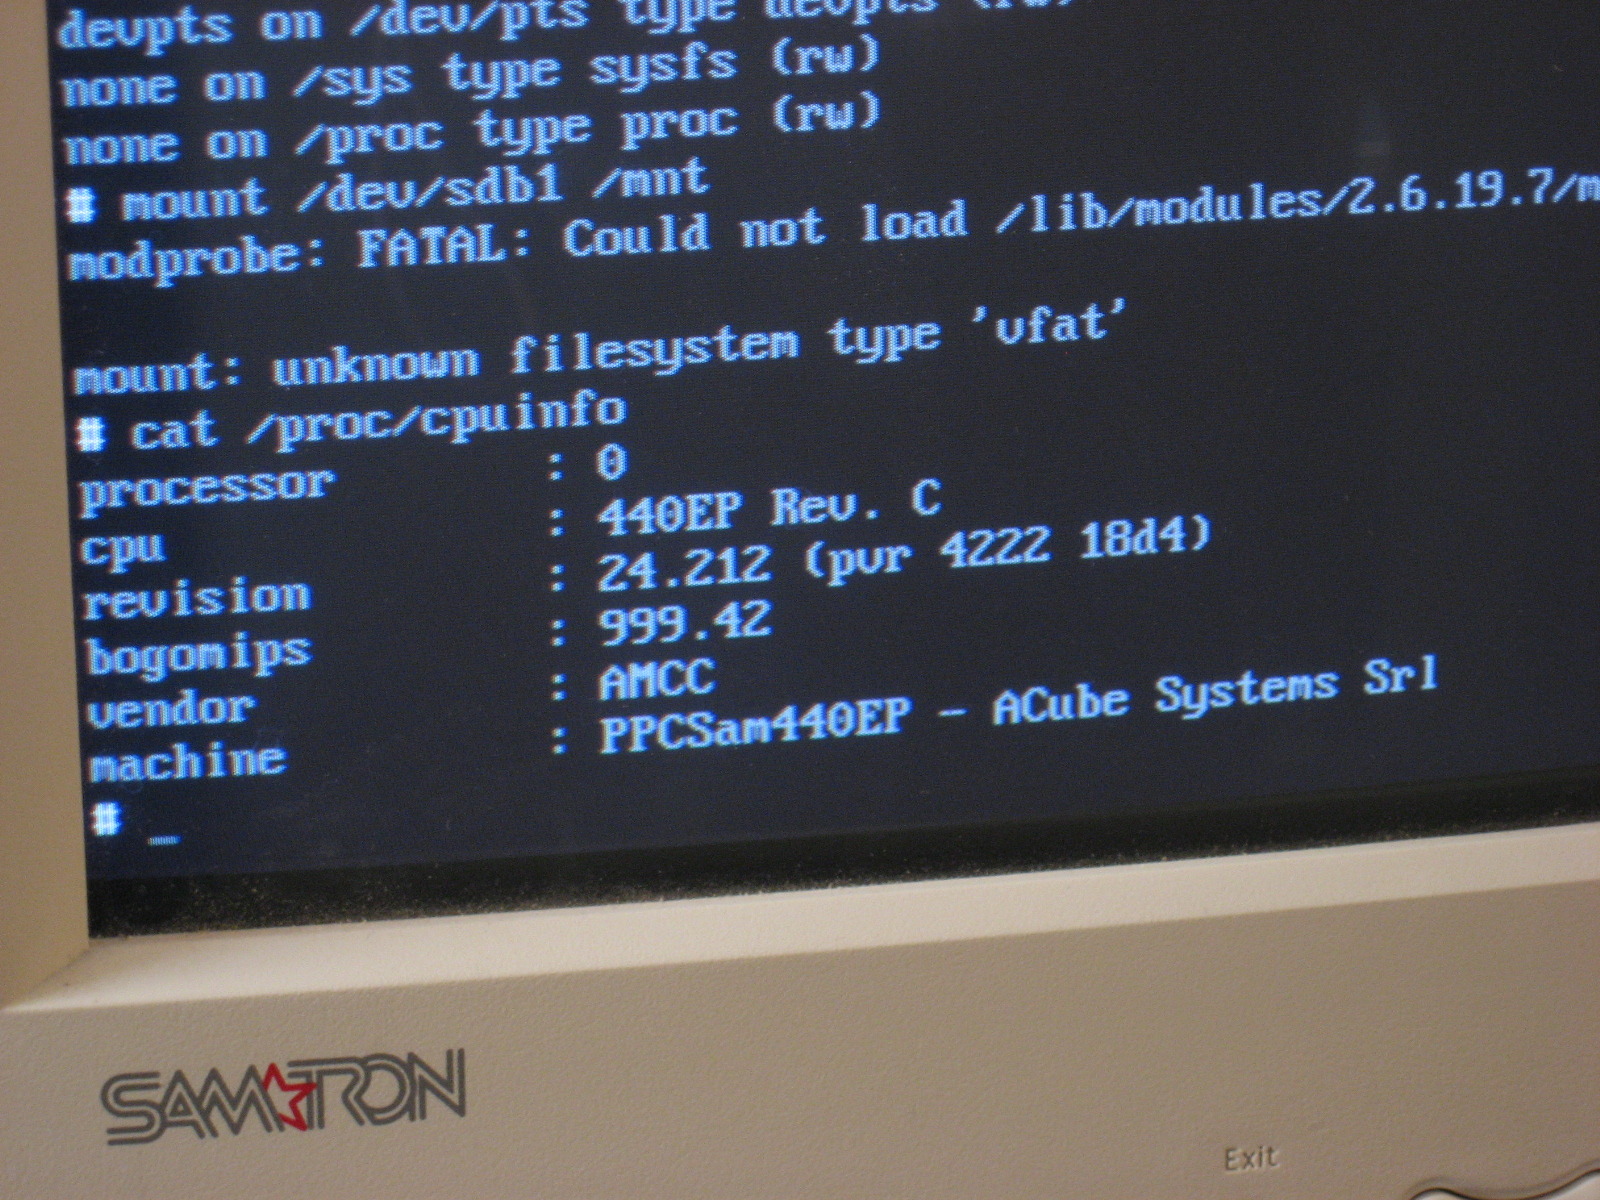 devpts on /dev/pts type devpts (rw)
none on /sys type sysfs (rw)
none on /proc type proc (rw)
# mount /dev/sdb1 /mnt
modprobe: FATAL: Could not load /lib/modules/2.6.19.7/m
mount: unknown filesystem type 'vfat'
# cat /proc/cpuinfo
processor : 0
cpu : 440EP Rev. C
revision : 24.212 (pvr 4222 18d4)
bogomips : 999.42
vendor : AMCC
machine : PPCSam440EP - ACube Systems Srl
# _
SAMTRON
Exit